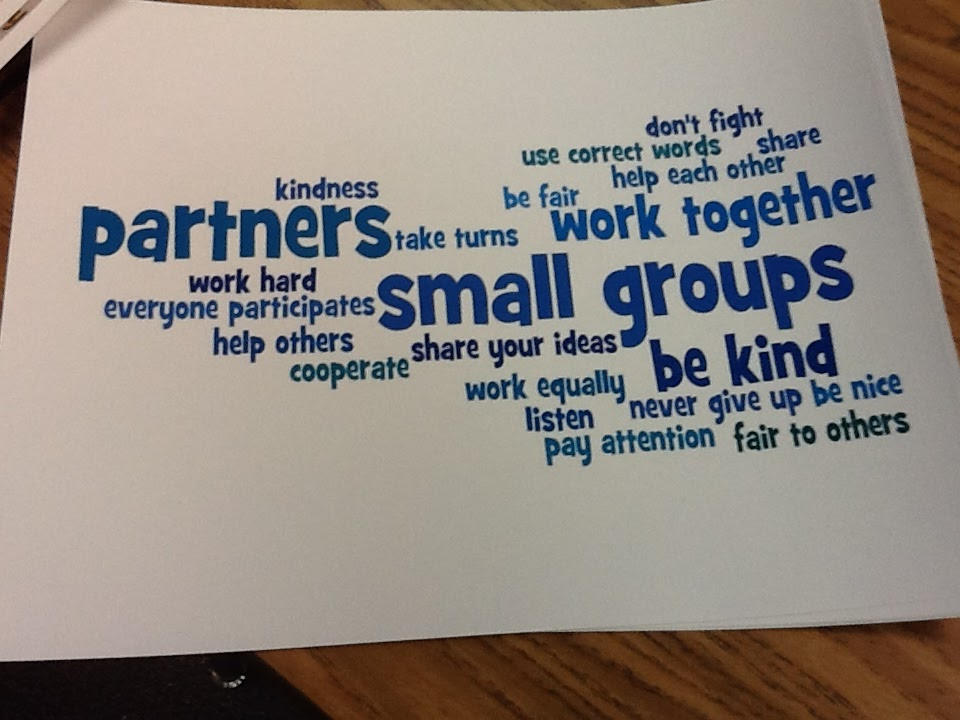 don't fight
use correct words
share
help each other
kindness
be fair
work together
partners
take turns
work hard
small groups
everyone participates
help others
share your ideas
be kind
cooperate
work equally
never give up
be nice
listen
pay attention
fair to others